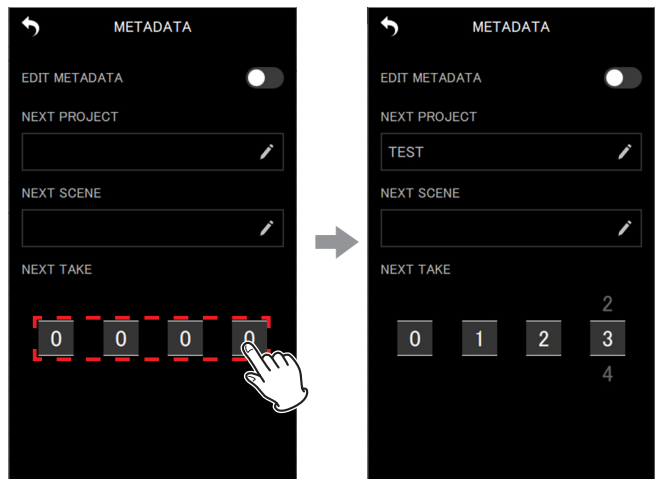 METADATA
EDIT METADATA
NEXT PROJECT
NEXT SCENE
NEXT TAKE
0 0 0 0
METADATA
EDIT METADATA
NEXT PROJECT
TEST
NEXT SCENE
NEXT TAKE
2
0 1 2 3
4